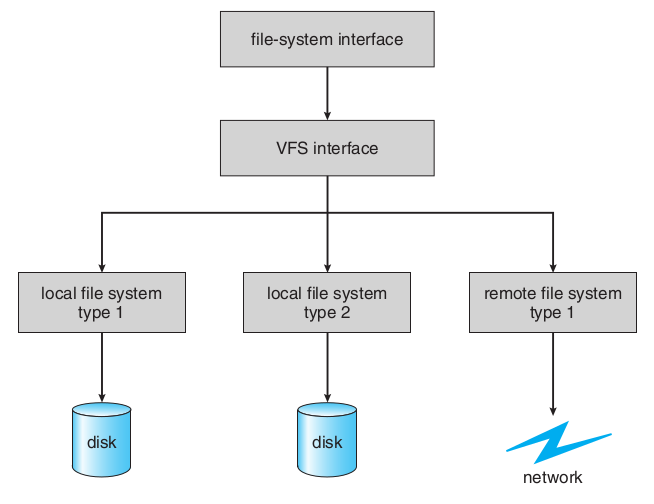 file-system interface
VFS interface
local file system
type 1
local file system
type 2
remote file system
type 1
disk
disk
network